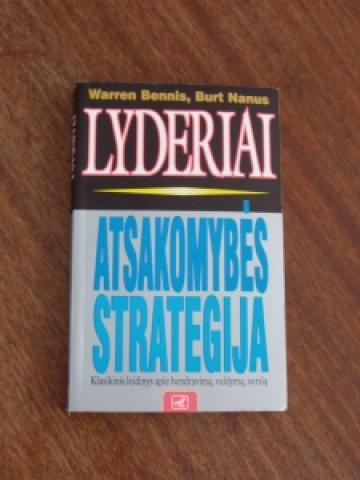 Warren Bennis, Burt Nanus
LYDERIAI
ATSAKOMYBĖS
STRATEGIJA
Klasikinis leidinys apie bendravimą, valdymą, verslą